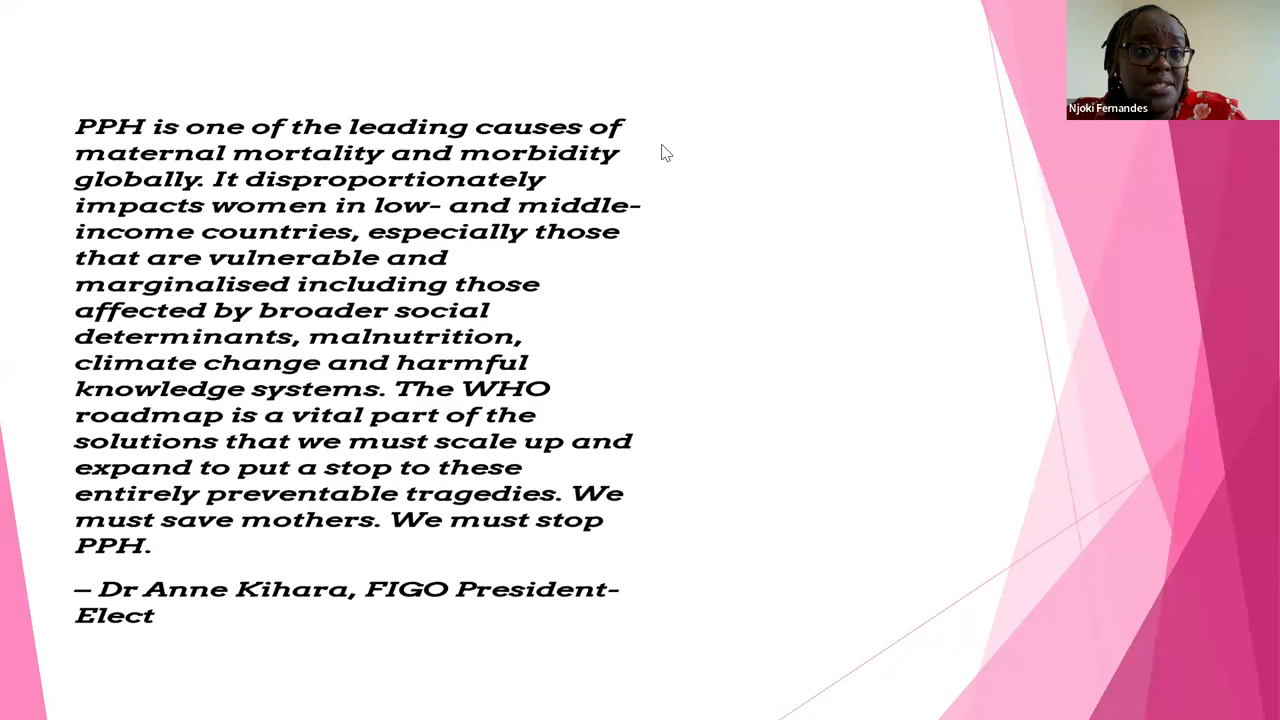 PPH is one of the leading causes of
maternal mortality and morbidity
globally. It disproportionately
impacts women in low- and middle-
income countries, especially those
that are vulnerable and
marginalised including those
affected by broader social
determinants, malnutrition,
climate change and harmful
knowledge systems. The WHO
roadmap is a vital part of the
solutions that we must scale up and
expand to put a stop to these
entirely preventable tragedies. We
must save mothers. We must stop
PPH.
– Dr Anne Kihara, FIGO President-
Elect
Njoki Fernandes